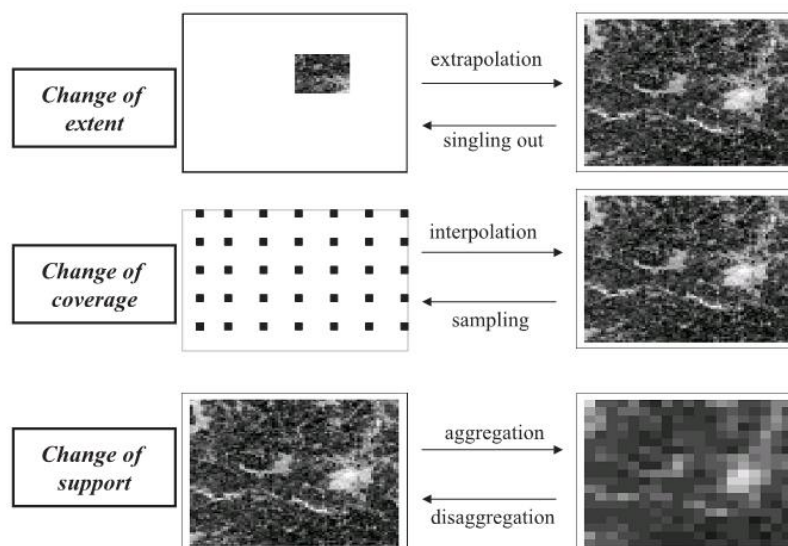 Change of
extent
extrapolation
singling out
Change of
coverage
interpolation
sampling
Change of
support
aggregation
disaggregation